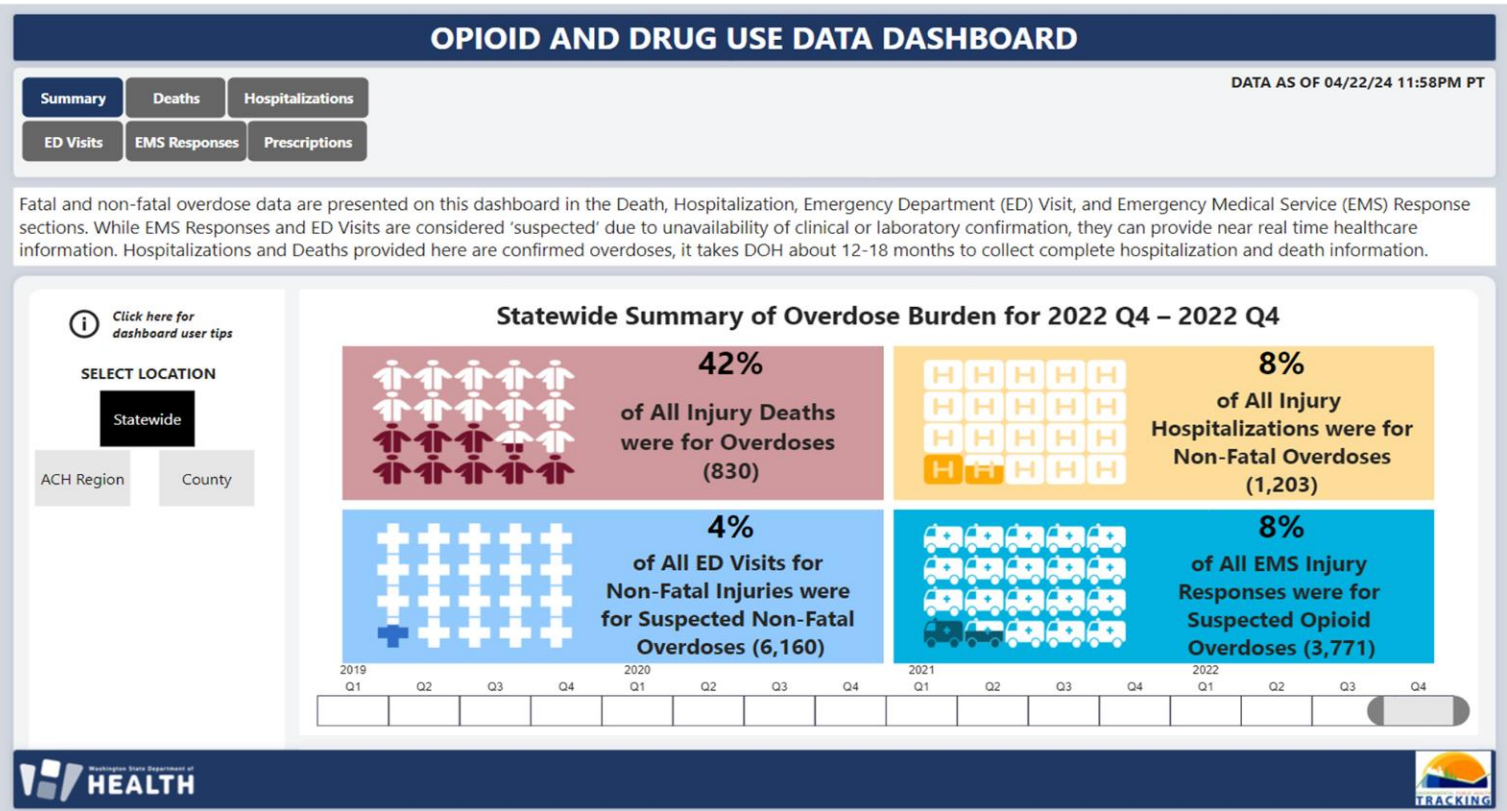 OPIOID AND DRUG USE DATA DASHBOARD
DATA AS OF 04/22/24 11:58PM PT
Summary
Deaths
Hospitalizations
ED Visits
EMS Responses
Prescriptions
Fatal and non-fatal overdose data are presented on this dashboard in the Death, Hospitalization, Emergency Department (ED) Visit, and Emergency Medical Service (EMS) Response
sections. While EMS Responses and ED Visits are considered 'suspected' due to unavailability of clinical or laboratory confirmation, they can provide near real time healthcare
information. Hospitalizations and Deaths provided here are confirmed overdoses, it takes DOH about 12-18 months to collect complete hospitalization and death information.
Click here for
dashboard user tips
SELECT LOCATION
Statewide
ACH Region
County
Statewide Summary of Overdose Burden for 2022 Q4 – 2022 Q4
42%
of All Injury Deaths
were for Overdoses
(830)
8%
of All Injury
Hospitalizations were for
Non-Fatal Overdoses
(1,203)
4%
of All ED Visits for
Non-Fatal Injuries were
for Suspected Non-Fatal
Overdoses (6,160)
8%
of All EMS Injury
Responses were for
Suspected Opioid
Overdoses (3,771)
2019 2020 2021 2022
Q1 Q2 Q3 Q4 Q1 Q2 Q3 Q4 Q1 Q2 Q3 Q4 Q1 Q2 Q3 Q4
Washington State Department of
HEALTH
TRACKING